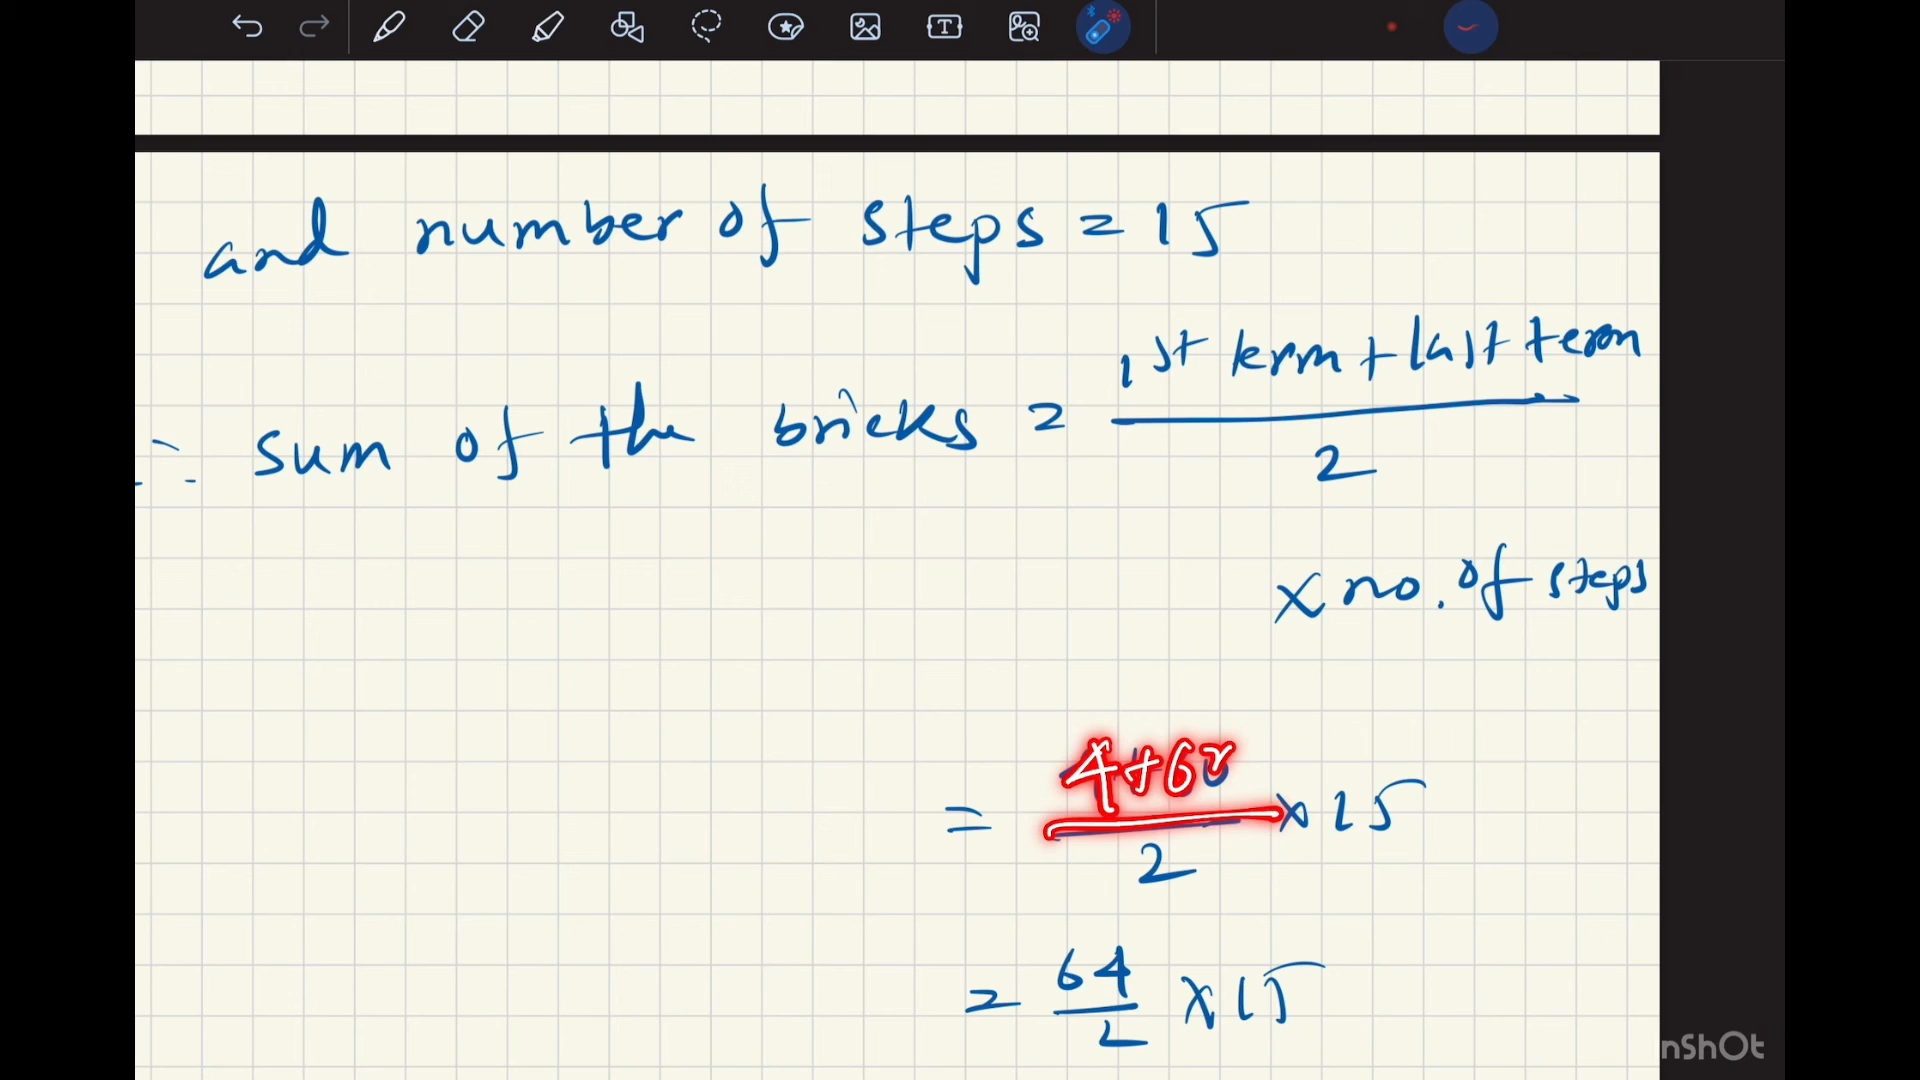 and number of steps = 15
∴ sum of the bricks = 1st term + last term
2
× no. of steps
= 4+60 × 15
2
= 64 × 15
2
InShOt